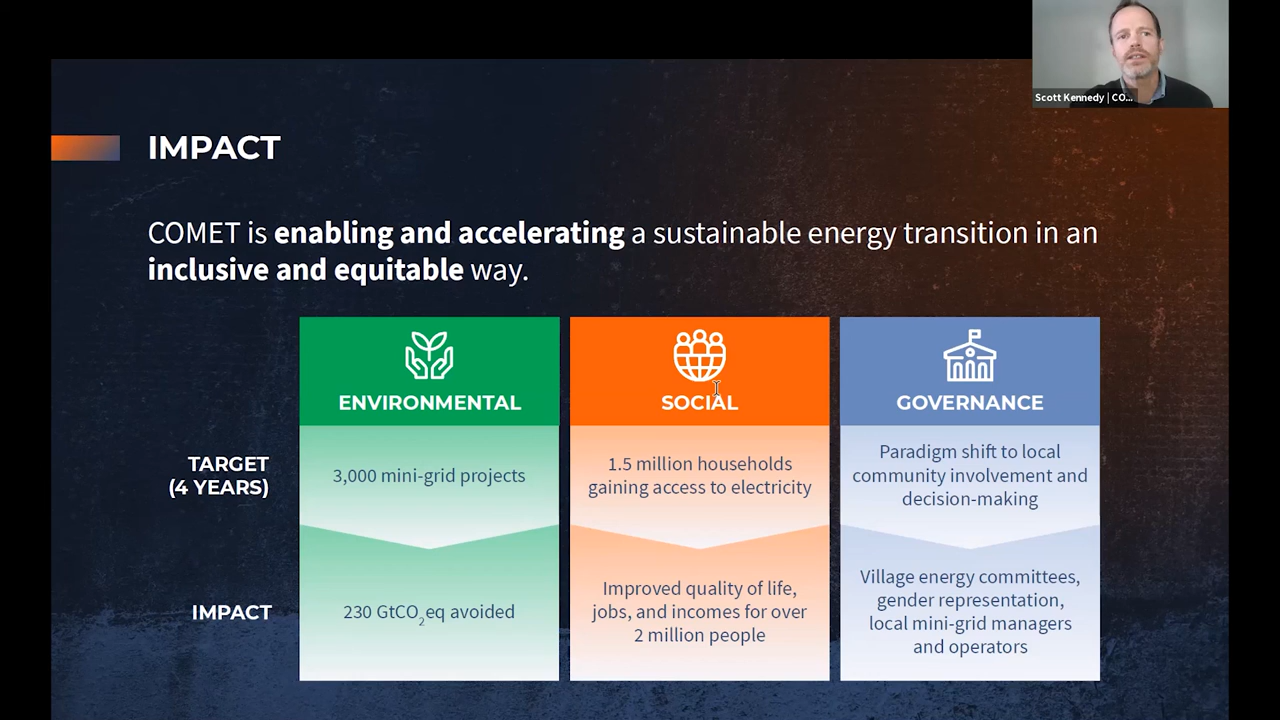 Scott Kennedy | CO...
IMPACT
COMET is enabling and accelerating a sustainable energy transition in an
inclusive and equitable way.
ENVIRONMENTAL
SOCIAL
GOVERNANCE
TARGET
(4 YEARS)
3,000 mini-grid projects
1.5 million households
gaining access to electricity
Paradigm shift to local
community involvement and
decision-making
IMPACT
230 GtCO₂eq avoided
Improved quality of life,
jobs, and incomes for over
2 million people
Village energy committees,
gender representation,
local mini-grid managers
and operators